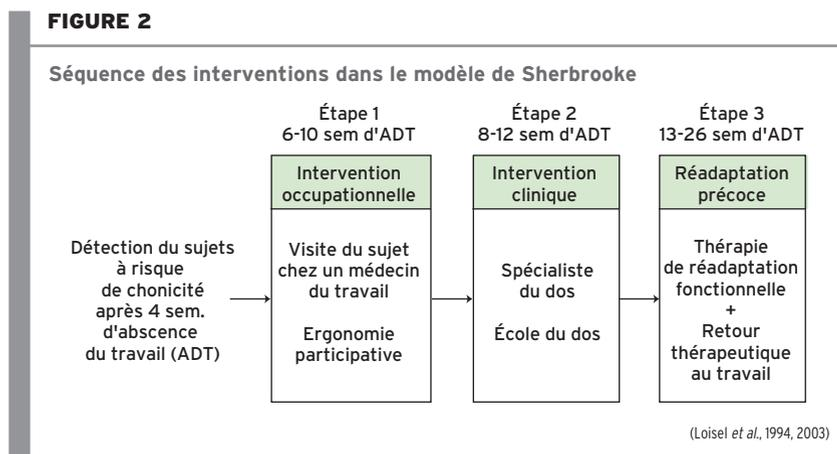 FIGURE 2
Séquence des interventions dans le modèle de Sherbrooke
Détection du sujets
à risque
de chonicité
après 4 sem.
d'abscence
du travail (ADT)
Étape 1
6-10 sem d'ADT
Intervention
occupationnelle
Visite du sujet
chez un médecin
du travail
Ergonomie
participative
Étape 2
8-12 sem d'ADT
Intervention
clinique
Spécialiste
du dos
École du dos
Étape 3
13-26 sem d'ADT
Réadaptation
précoce
Thérapie
de réadaptation
fonctionnelle
+
Retour
thérapeutique
au travail
(Loisel et al., 1994, 2003)